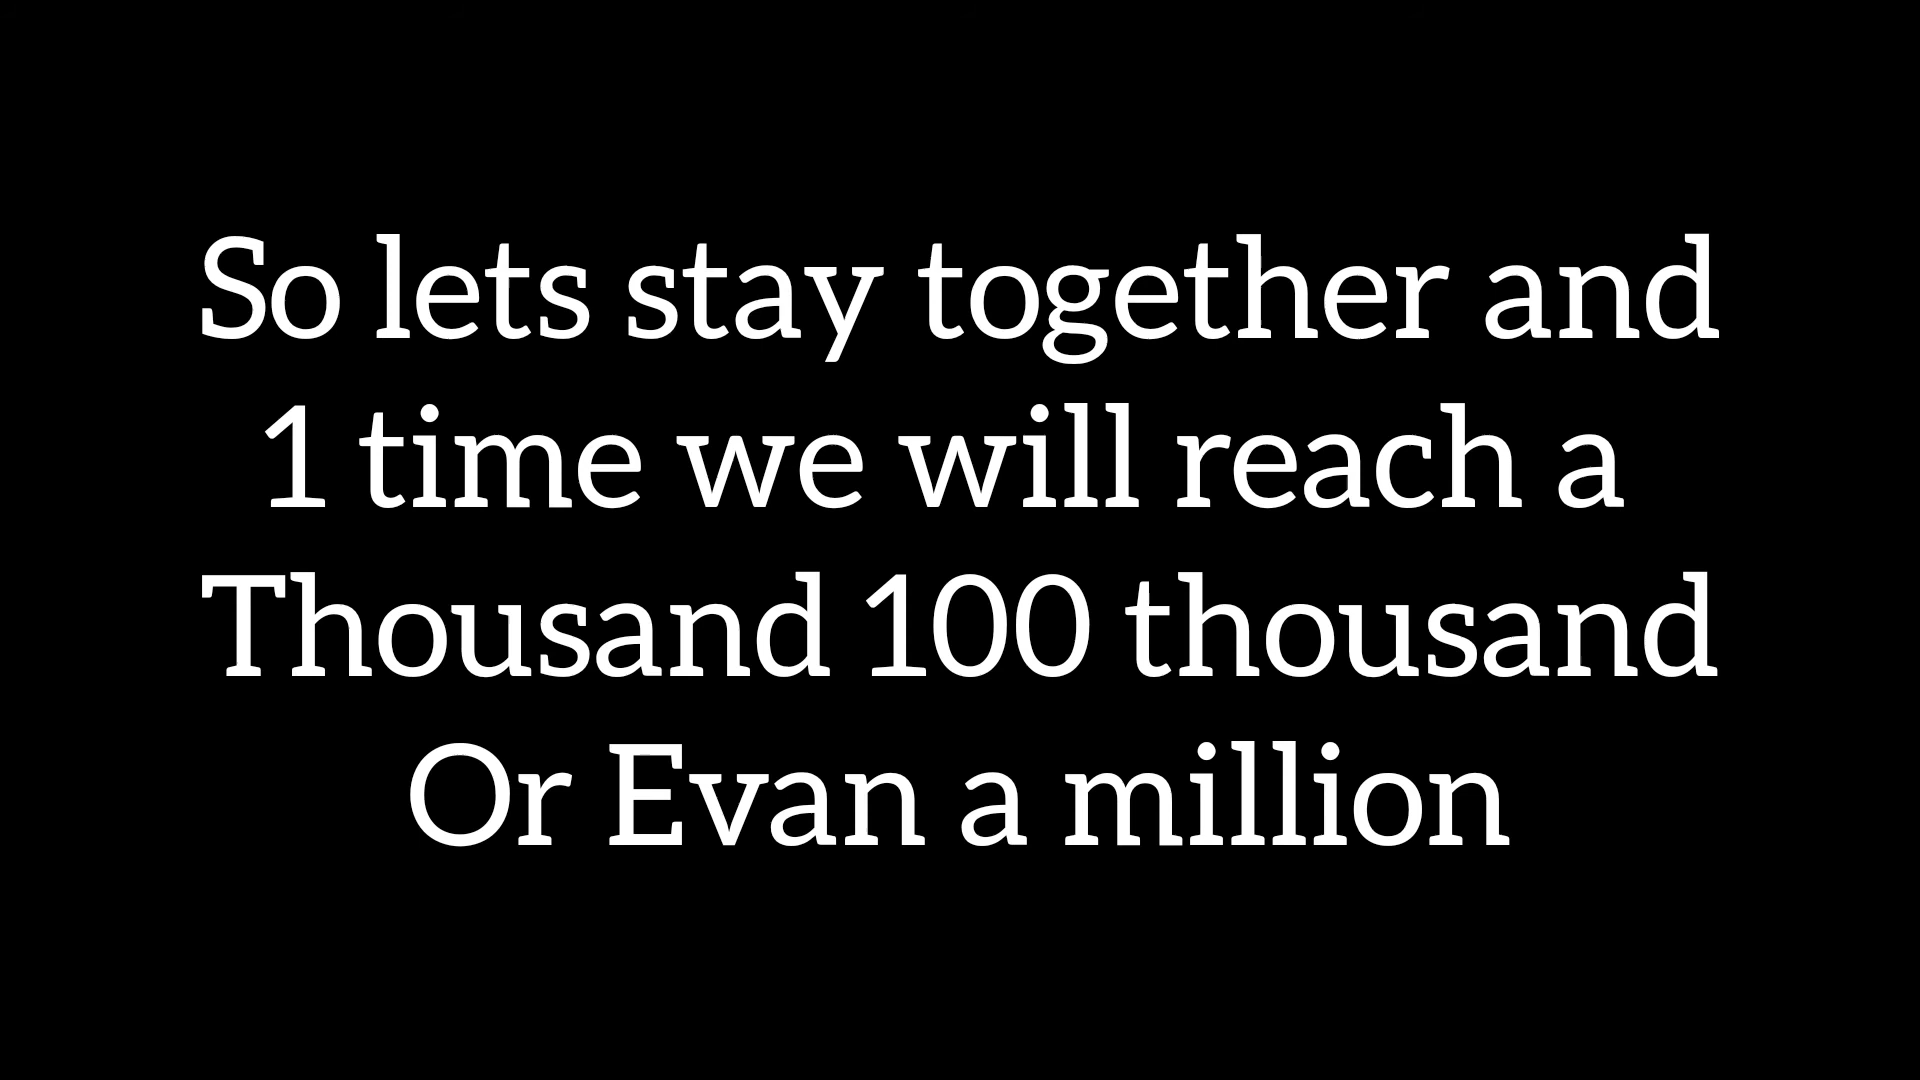 So lets stay together and
1 time we will reach a
Thousand 100 thousand
Or Evan a million